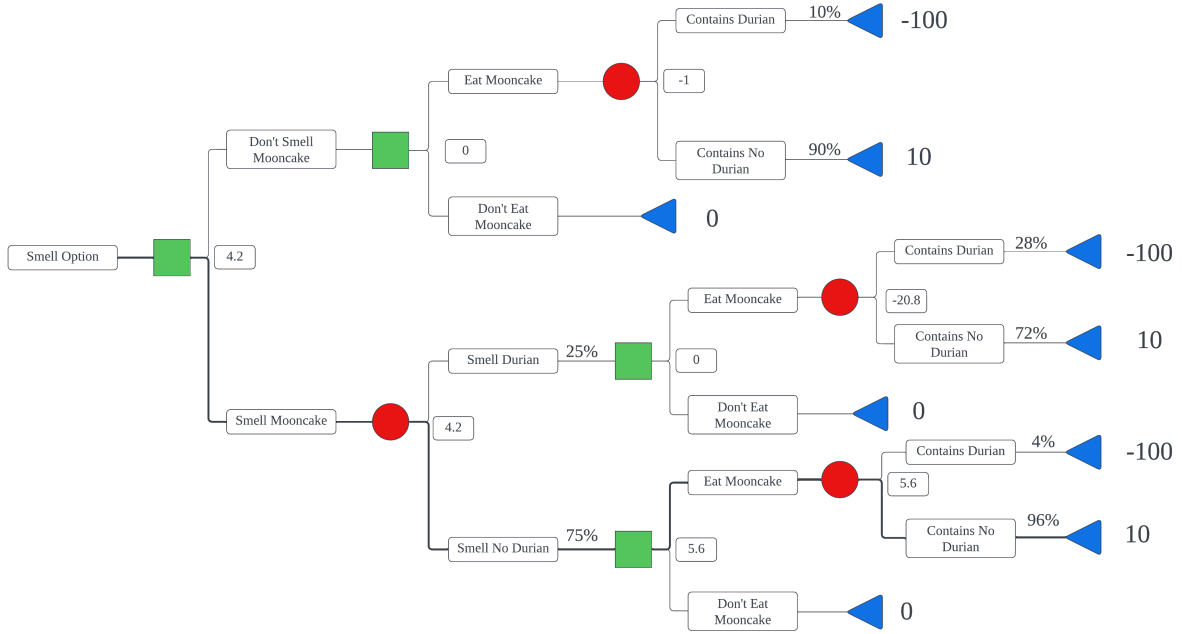 Contains Durian
10%
-100
Eat Mooncake
-1
Don't Smell
Mooncake
0
Contains No
Durian
90%
10
Don't Eat
Mooncake
0
Smell Option
4.2
Contains Durian
28%
-100
Eat Mooncake
-20.8
Contains No
Durian
72%
10
Smell Durian
25%
0
Don't Eat
Mooncake
0
Smell Mooncake
4.2
Contains Durian
4%
-100
Eat Mooncake
5.6
Contains No
Durian
96%
10
Smell No Durian
75%
5.6
Don't Eat
Mooncake
0